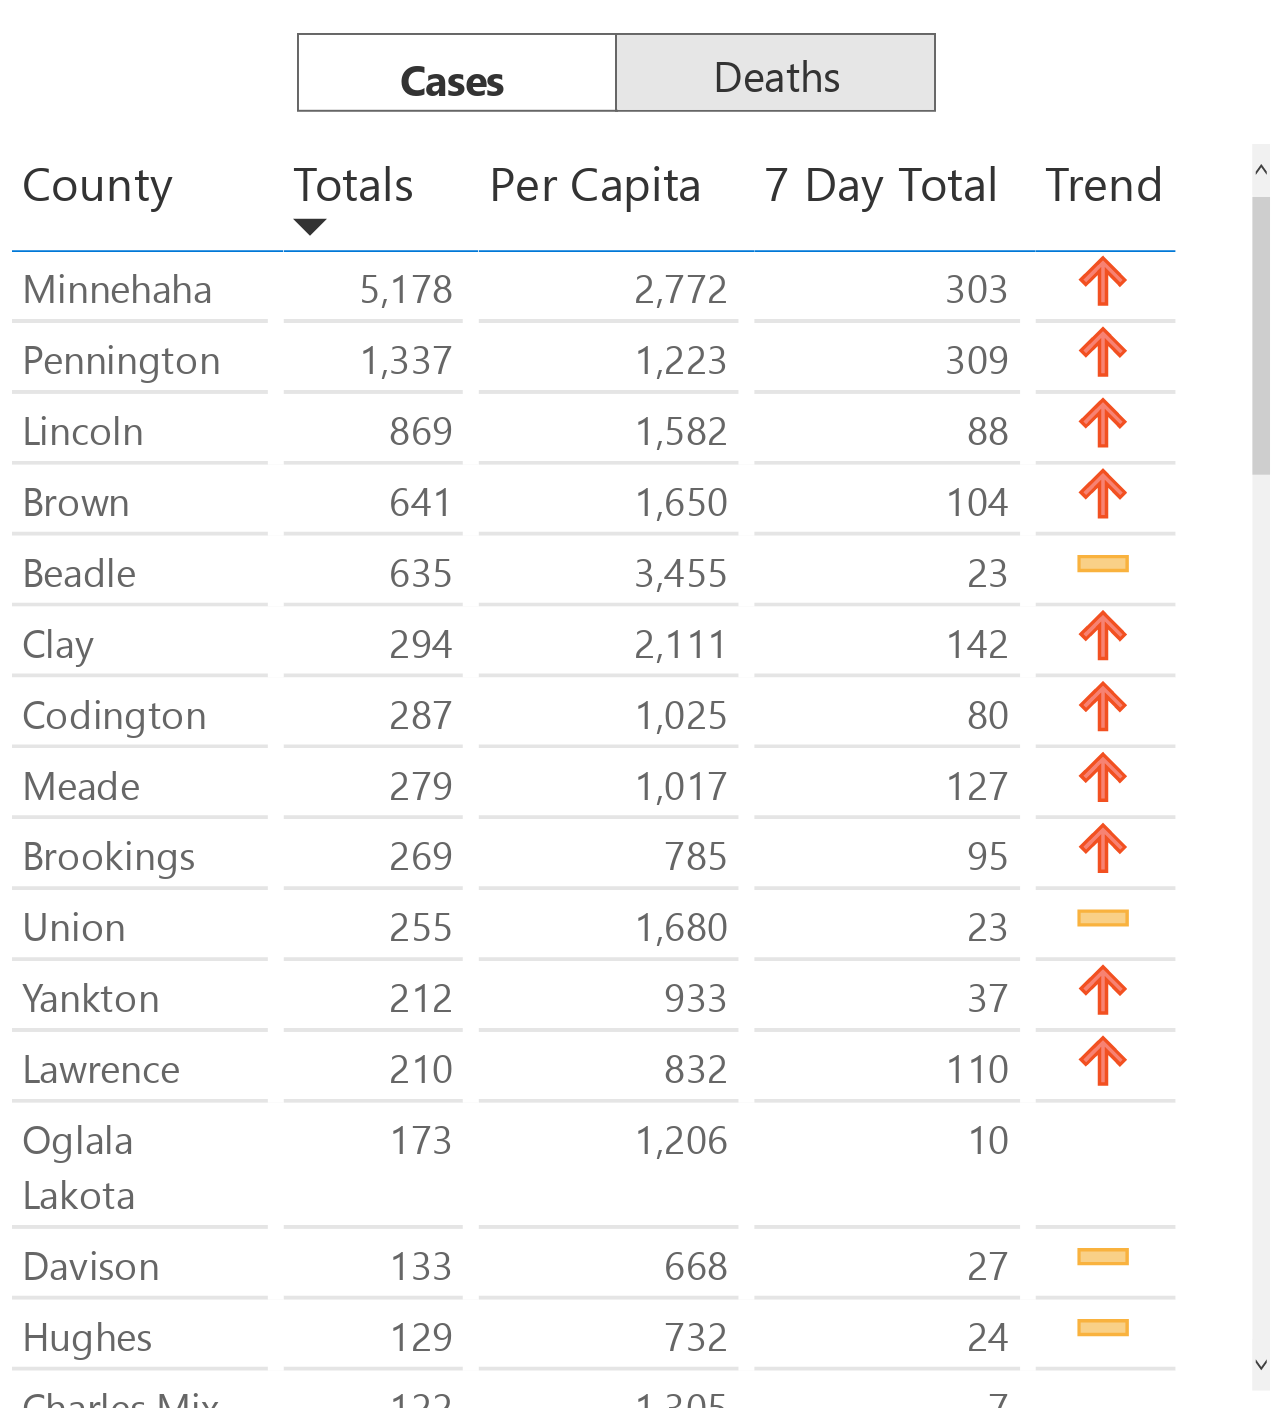 Cases Deaths
County Totals Per Capita 7 Day Total Trend
Minnehaha 5,178 2,772 303
Pennington 1,337 1,223 309
Lincoln 869 1,582 88
Brown 641 1,650 104
Beadle 635 3,455 23
Clay 294 2,111 142
Codington 287 1,025 80
Meade 279 1,017 127
Brookings 269 785 95
Union 255 1,680 23
Yankton 212 933 37
Lawrence 210 832 110
Oglala 173 1,206 10
Lakota
Davison 133 668 27
Hughes 129 732 24
Charles Mix 122 1,305 7